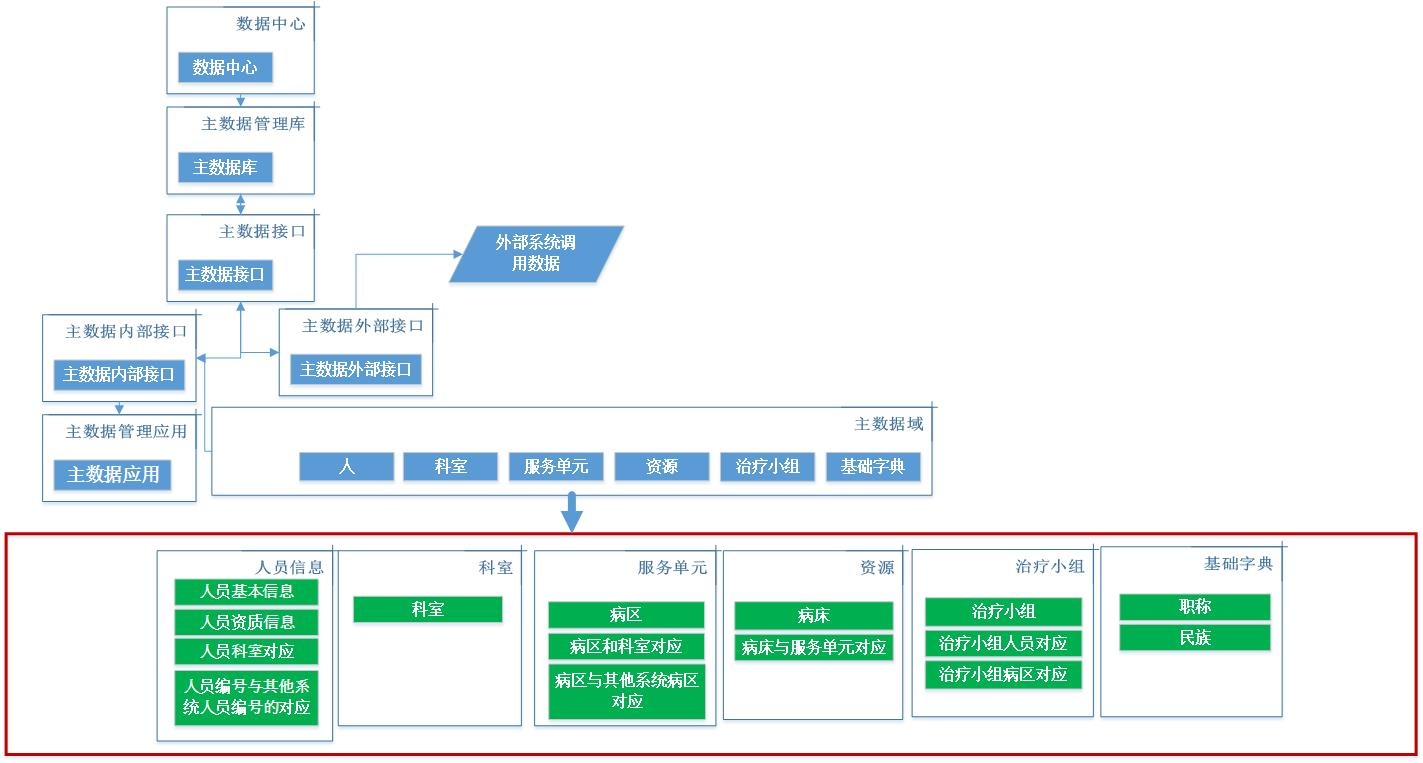 数据中心
数据中心
主数据管理库
主数据库
主数据接口
主数据接口
外部系统调
用数据
主数据内部接口
主数据内部接口
主数据外部接口
主数据外部接口
主数据管理应用
主数据应用
主数据域
人
科室
服务单元
资源
治疗小组
基础字典
人员信息
人员基本信息
人员资质信息
人员科室对应
人员编号与其他系
统人员编号的对应
科室
科室
服务单元
病区
病区和科室对应
病区与其他系统病区
对应
资源
病床
病床与服务单元对应
治疗小组
治疗小组
治疗小组人员对应
治疗小组病区对应
基础字典
职称
民族